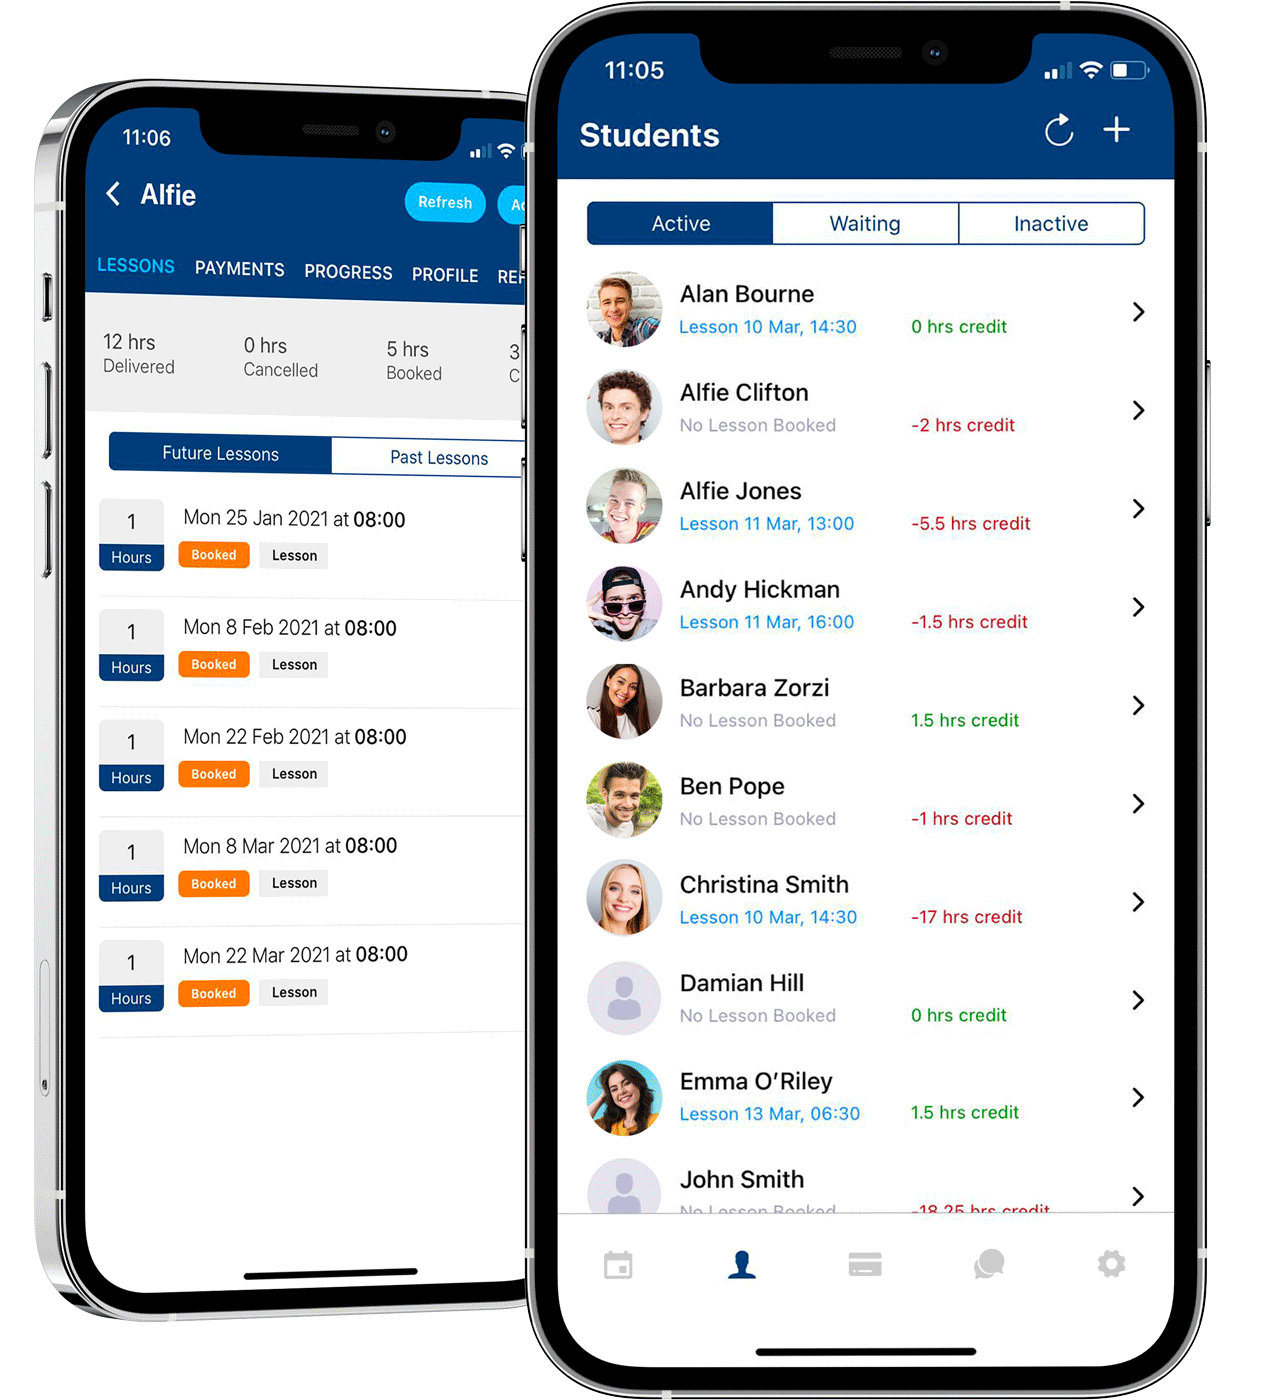 11:06
Alfie
Refresh
LESSONS PAYMENTS PROGRESS PROFILE
12 hrs 0 hrs 5 hrs 3
Delivered Cancelled Booked C
Future Lessons Past Lessons
1 Hours
Mon 25 Jan 2021 at 08:00
Booked Lesson
1 Hours
Mon 8 Feb 2021 at 08:00
Booked Lesson
1 Hours
Mon 22 Feb 2021 at 08:00
Booked Lesson
1 Hours
Mon 8 Mar 2021 at 08:00
Booked Lesson
1 Hours
Mon 22 Mar 2021 at 08:00
Booked Lesson
11:05
Students
Active Waiting Inactive
Alan Bourne
Lesson 10 Mar, 14:30 0 hrs credit
Alfie Clifton
No Lesson Booked -2 hrs credit
Alfie Jones
Lesson 11 Mar, 13:00 -5.5 hrs credit
Andy Hickman
Lesson 11 Mar, 16:00 -1.5 hrs credit
Barbara Zorzi
No Lesson Booked 1.5 hrs credit
Ben Pope
No Lesson Booked -1 hrs credit
Christina Smith
Lesson 10 Mar, 14:30 -17 hrs credit
Damian Hill
No Lesson Booked 0 hrs credit
Emma O’Riley
Lesson 13 Mar, 06:30 1.5 hrs credit
John Smith
No Lesson Booked -18.25 hrs credit